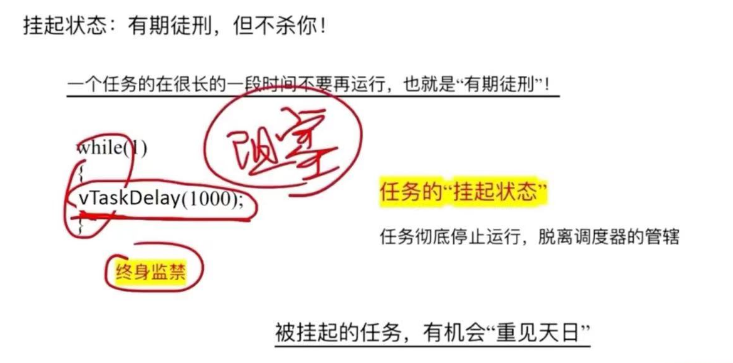 挂起状态：有期徒刑，但不杀你！
一个任务的在很长的一段时间不要再运行，也就是“有期徒刑”！
while(1)
{
vTaskDelay(1000);
}
阻塞
终身监禁
任务的“挂起状态”
任务彻底停止运行，脱离调度器的管辖
被挂起的任务，有机会“重见天日”